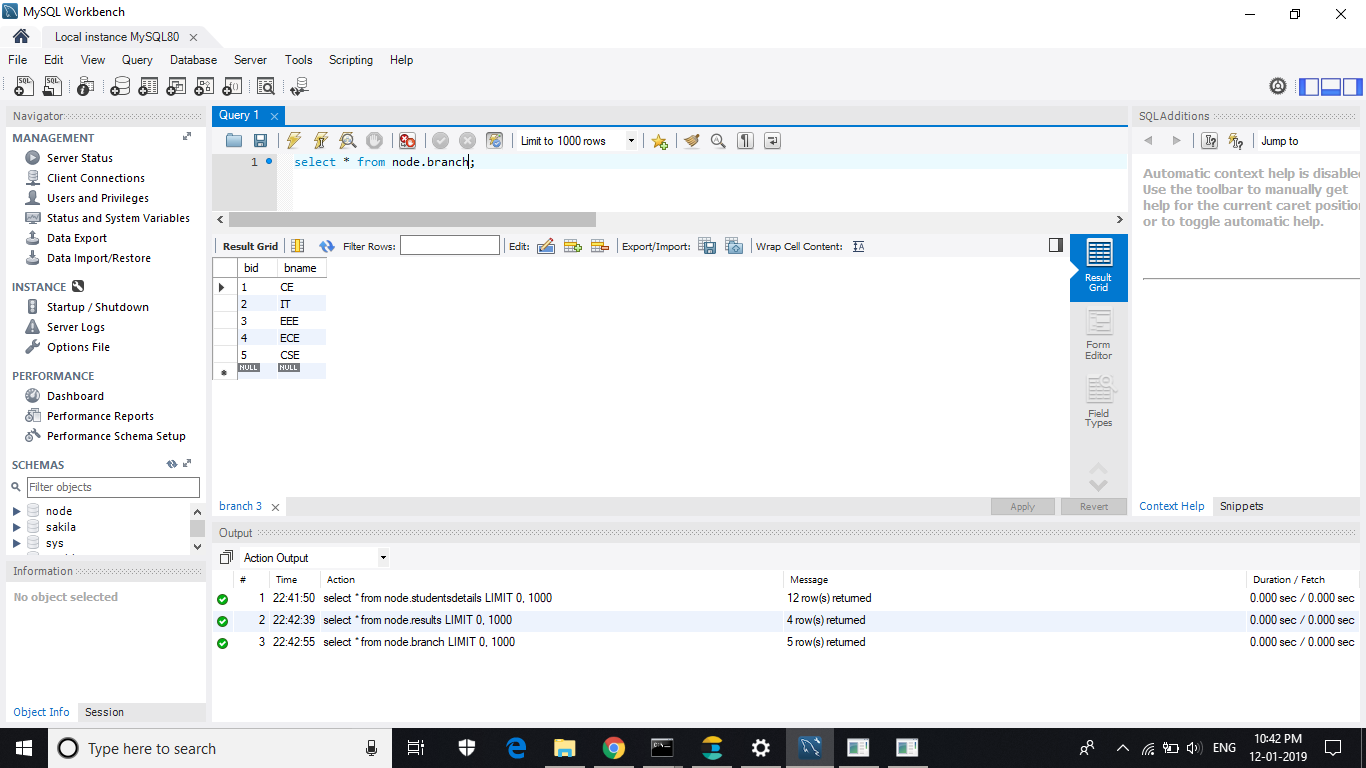 MySQL Workbench
Local instance MySQL80
File Edit View Query Database Server Tools Scripting Help
Navigator
MANAGEMENT
Server Status
Client Connections
Users and Privileges
Status and System Variables
Data Export
Data Import/Restore
INSTANCE
Startup / Shutdown
Server Logs
Options File
PERFORMANCE
Dashboard
Performance Reports
Performance Schema Setup
SCHEMAS
Filter objects
node
sakila
sys
Information
No object selected
Object Info Session
Query 1
Limit to 1000 rows
1 select * from node.branch;
Result Grid Filter Rows: Edit: Export/Import: Wrap Cell Content:
bid bname
1 CE
2 IT
3 EEE
4 ECE
5 CSE
NULL NULL
Result
Grid
Form
Editor
Field
Types
branch 3
Apply Revert
SQLAdditions
Jump to
Automatic context help is disable
Use the toolbar to manually get
help for the current caret position
or to toggle automatic help.
Context Help Snippets
Output
Action Output
# Time Action Message Duration / Fetch
1 22:41:50 select * from node.studentsdetails LIMIT 0, 1000 12 row(s) returned 0.000 sec / 0.000 sec
2 22:42:39 select * from node.results LIMIT 0, 1000 4 row(s) returned 0.000 sec / 0.000 sec
3 22:42:55 select * from node.branch LIMIT 0, 1000 5 row(s) returned 0.000 sec / 0.000 sec
Type here to search
ENG
10:42 PM
12-01-2019